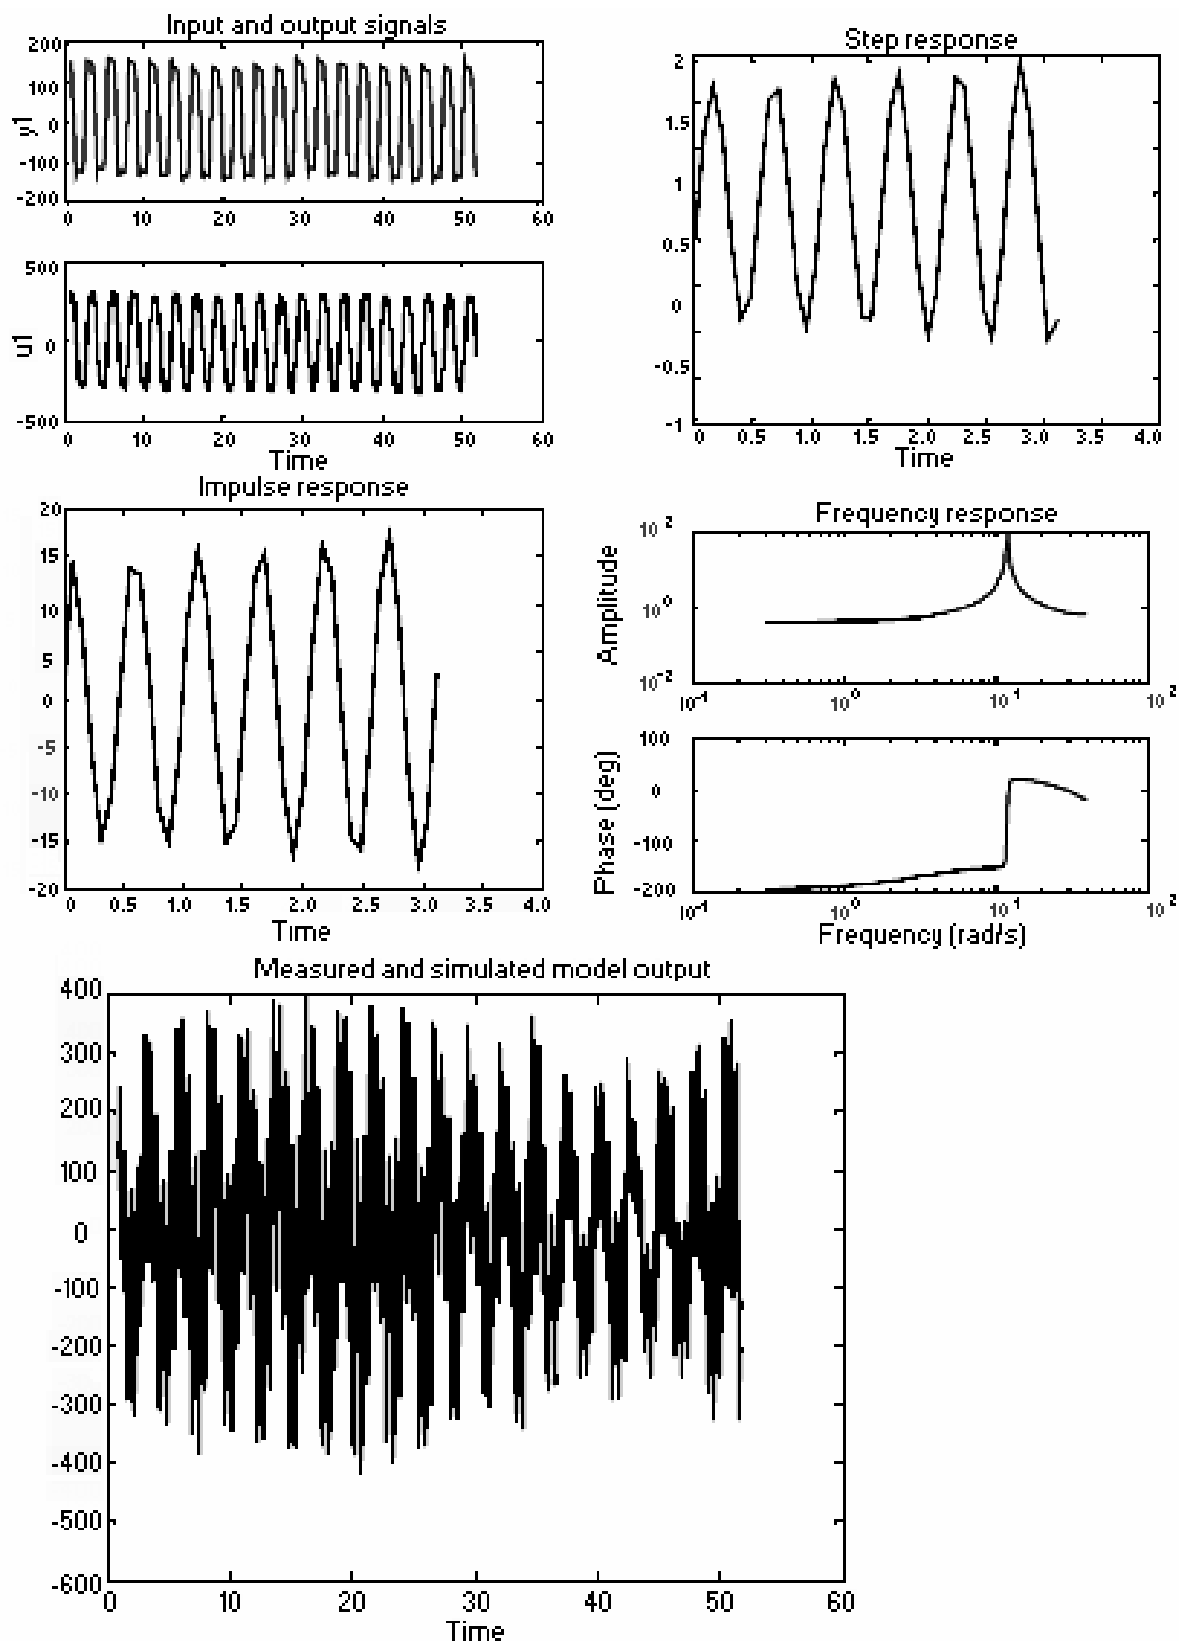 Input and output signals
200
100
0
-100
-200
y1
0 10 20 30 40 50 60
500
0
-500
u1
0 10 20 30 40 50 60
Time
Step response
2
1.5
1
0.5
0
-0.5
-1
0 0.5 1.0 1.5 2.0 2.5 3.0 3.5 4.0
Time
Impulse response
20
15
10
5
0
-5
-10
-15
-20
0 0.5 1.0 1.5 2.0 2.5 3.0 3.5 4.0
Time
Frequency response
10^2
10^0
10^-2
Amplitude
10^-1 10^0 10^1 10^2
100
0
-100
-200
Phase (deg)
10^-1 10^0 10^1 10^2
Frequency (rad/s)
Measured and simulated model output
400
300
200
100
0
-100
-200
-300
-400
-500
-600
0 10 20 30 40 50 60
Time